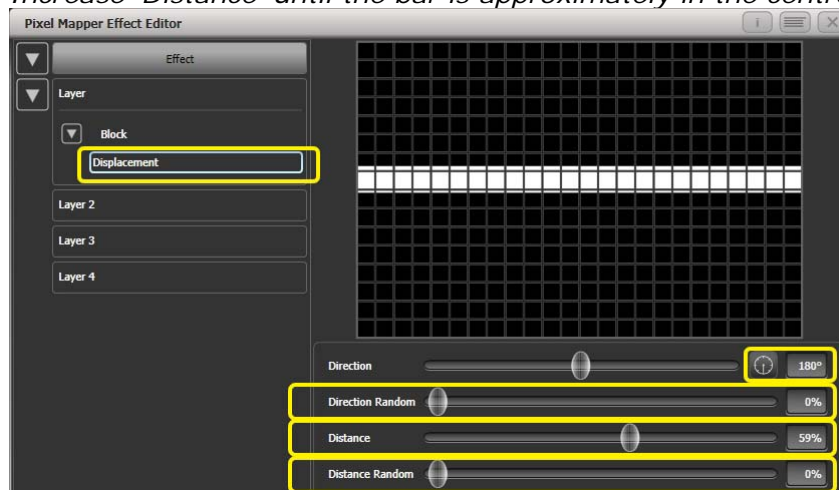 Increase 'Distance' until the bar is approximately in the centre
Pixel Mapper Effect Editor
Effect
Layer
Block
Displacement
Layer 2
Layer 3
Layer 4
Direction 180°
Direction Random 0%
Distance 59%
Distance Random 0%